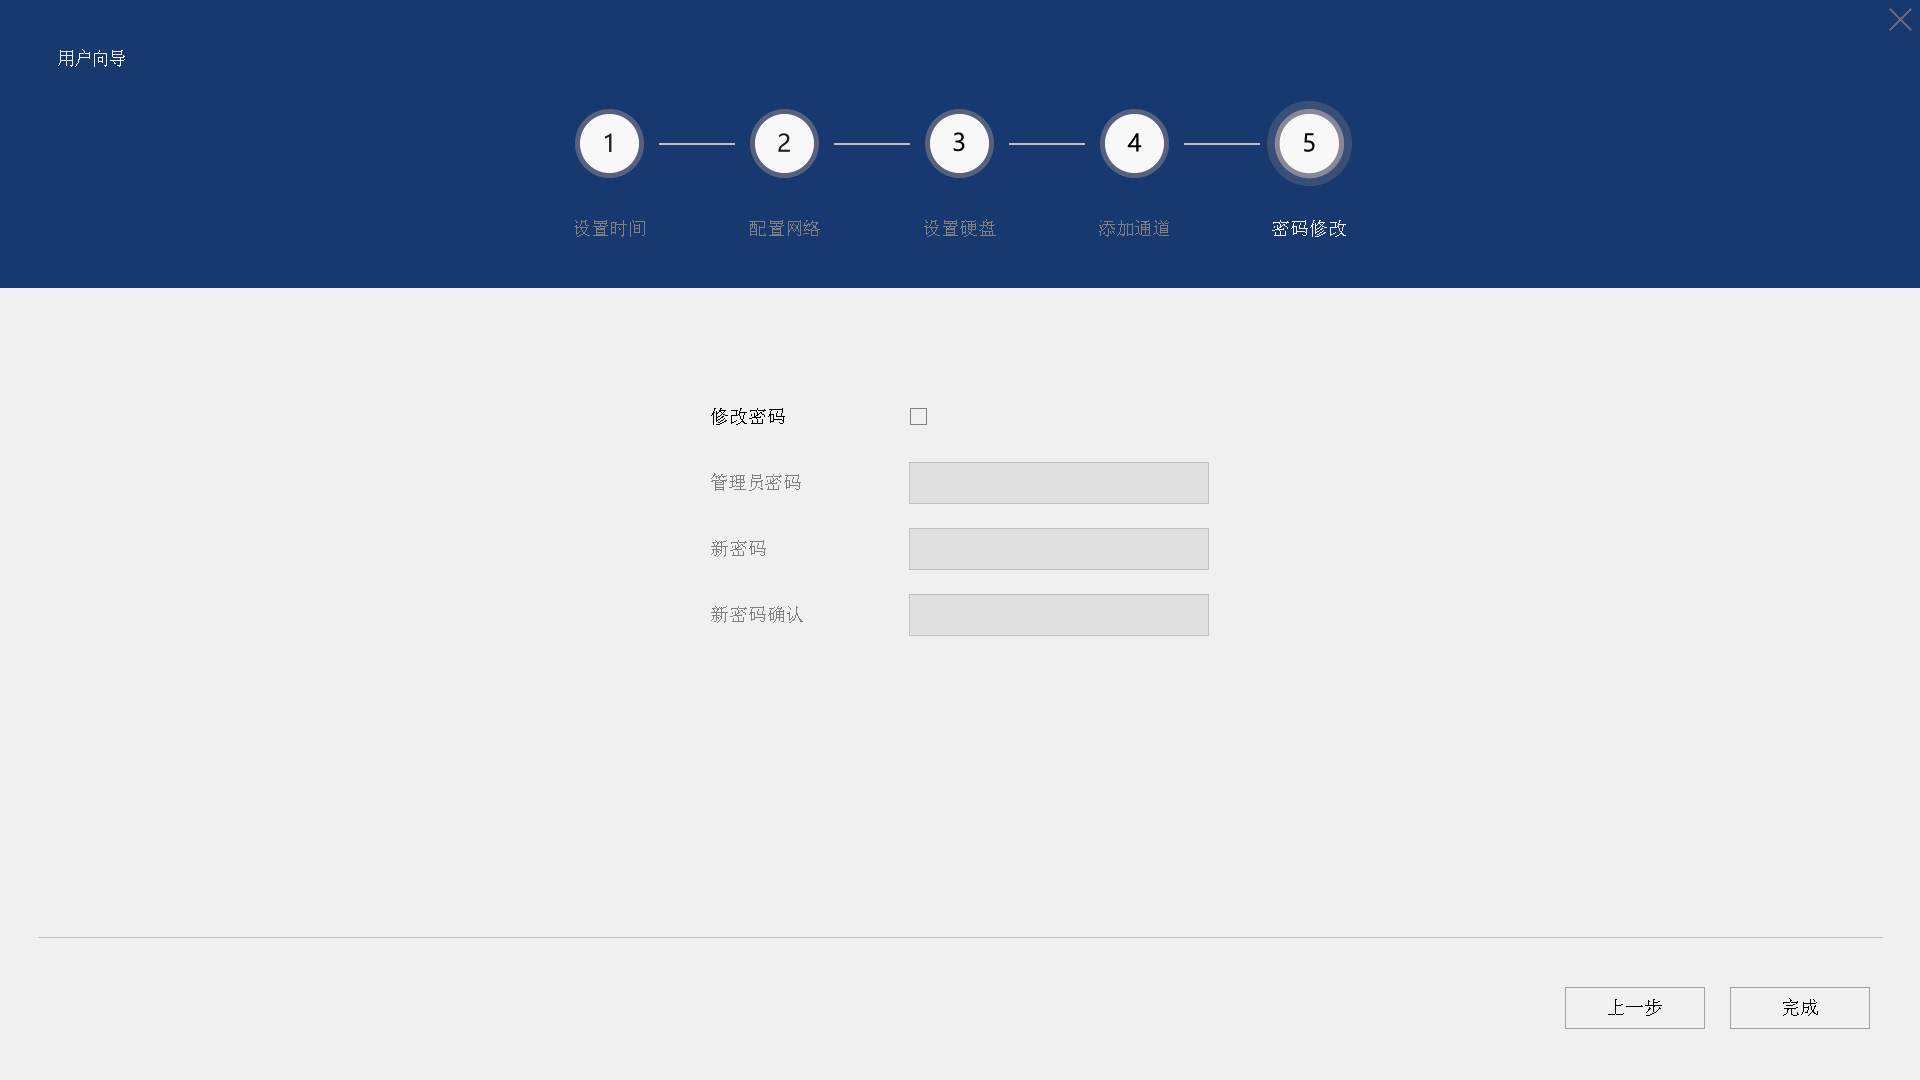 用户向导
1 2 3 4 5
设置时间 配置网络 设置硬盘 添加通道 密码修改
修改密码
管理员密码
新密码
新密码确认
上一步 完成